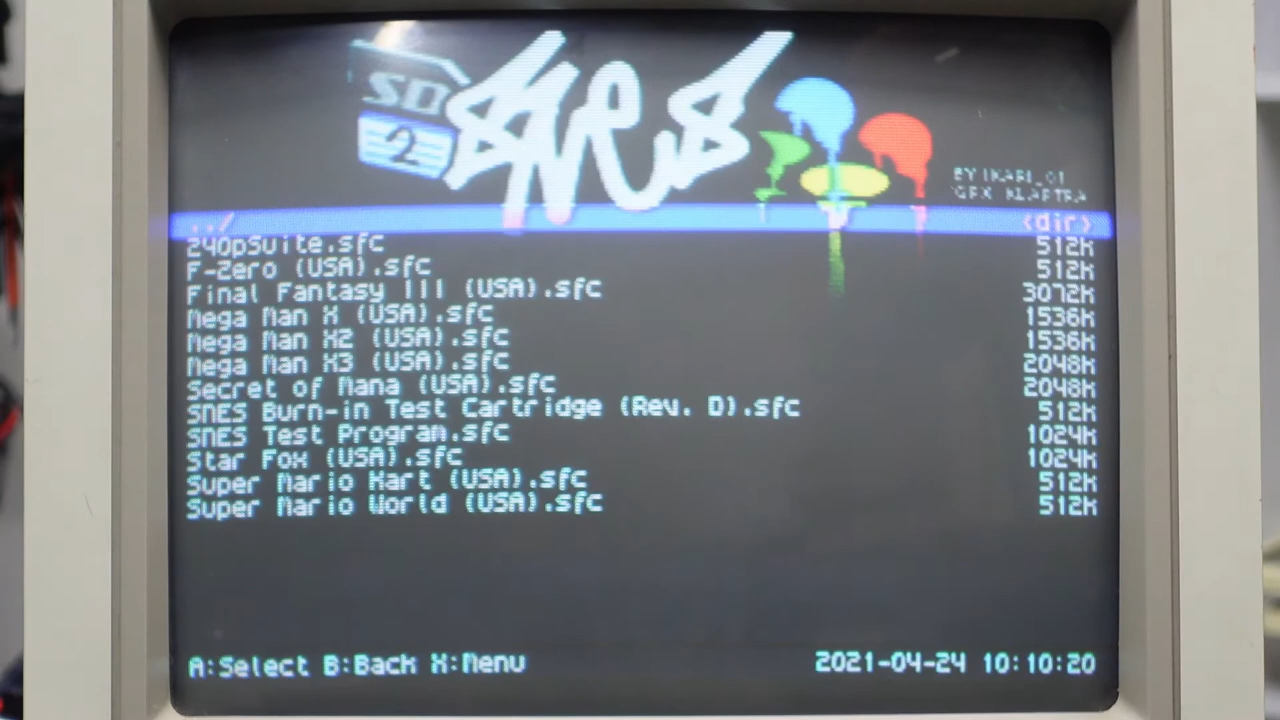 SD
2
SNES
BY IKARI_01
GFX KLAPTRA
../ <dir>
240pSuite.sfc 512k
F-Zero (USA).sfc 512k
Final Fantasy III (USA).sfc 3072k
Mega Man X (USA).sfc 1536k
Mega Man X2 (USA).sfc 1536k
Mega Man X3 (USA).sfc 2048k
Secret of Mana (USA).sfc 2048k
SNES Burn-in Test Cartridge (Rev. D).sfc 512k
SNES Test Program.sfc 1024k
Star Fox (USA).sfc 1024k
Super Mario Kart (USA).sfc 512k
Super Mario World (USA).sfc 512k
A:Select B:Back X:Menu 2021-04-24 10:10:20